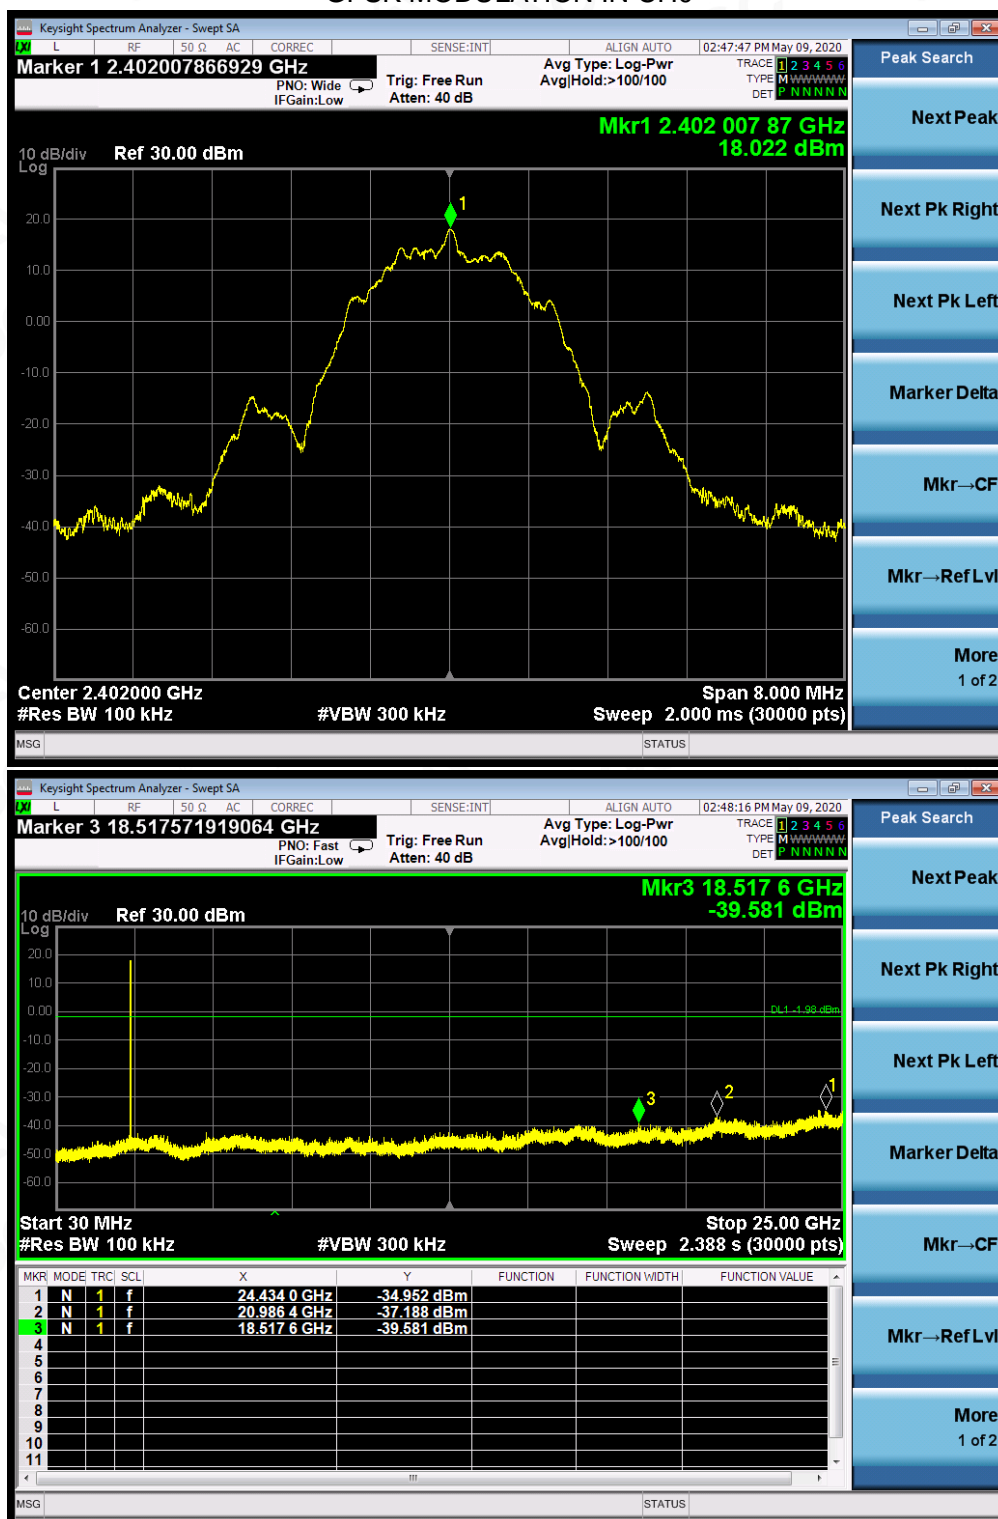 Keysight Spectrum Analyzer - Swept SA
LXI L RF 50 Ω AC CORREC SENSE:INT ALIGN AUTO 02:47:47 PM May 09, 2020
Marker 1 2.402007866929 GHz
PNO: Wide
IFGain:Low
Trig: Free Run
Atten: 40 dB
Avg Type: Log-Pwr
Avg|Hold:>100/100
TRACE 1 2 3 4 5 6
TYPE M WWWWW
DET P N N N N N
Mkr1 2.402 007 87 GHz
18.022 dBm
10 dB/div Ref 30.00 dBm
Log
1
20.0
10.0
0.00
-10.0
-20.0
-30.0
-40.0
-50.0
-60.0
Center 2.402000 GHz Span 8.000 MHz
#Res BW 100 kHz #VBW 300 kHz Sweep 2.000 ms (30000 pts)
MSG STATUS
Peak Search
Next Peak
Next Pk Right
Next Pk Left
Marker Delta
Mkr→CF
Mkr→Ref Lvl
More
1 of 2
Keysight Spectrum Analyzer - Swept SA
LXI L RF 50 Ω AC CORREC SENSE:INT ALIGN AUTO 02:48:16 PM May 09, 2020
Marker 3 18.517571919064 GHz
PNO: Fast
IFGain:Low
Trig: Free Run
Atten: 40 dB
Avg Type: Log-Pwr
Avg|Hold:>100/100
TRACE 1 2 3 4 5 6
TYPE M WWWWW
DET P N N N N N
Mkr3 18.517 6 GHz
-39.581 dBm
10 dB/div Ref 30.00 dBm
Log
20.0
10.0
0.00
-10.0
-20.0
-30.0
-40.0
-50.0
-60.0
DL1 -1.98 dBm
3 2 1
Start 30 MHz Stop 25.00 GHz
#Res BW 100 kHz #VBW 300 kHz Sweep 2.388 s (30000 pts)
MKR MODE TRC SCL X Y FUNCTION FUNCTION WIDTH FUNCTION VALUE
1 N 1 f 24.434 0 GHz -34.952 dBm
2 N 1 f 20.986 4 GHz -37.188 dBm
3 N 1 f 18.517 6 GHz -39.581 dBm
4
5
6
7
8
9
10
11
MSG STATUS
Peak Search
Next Peak
Next Pk Right
Next Pk Left
Marker Delta
Mkr→CF
Mkr→Ref Lvl
More
1 of 2